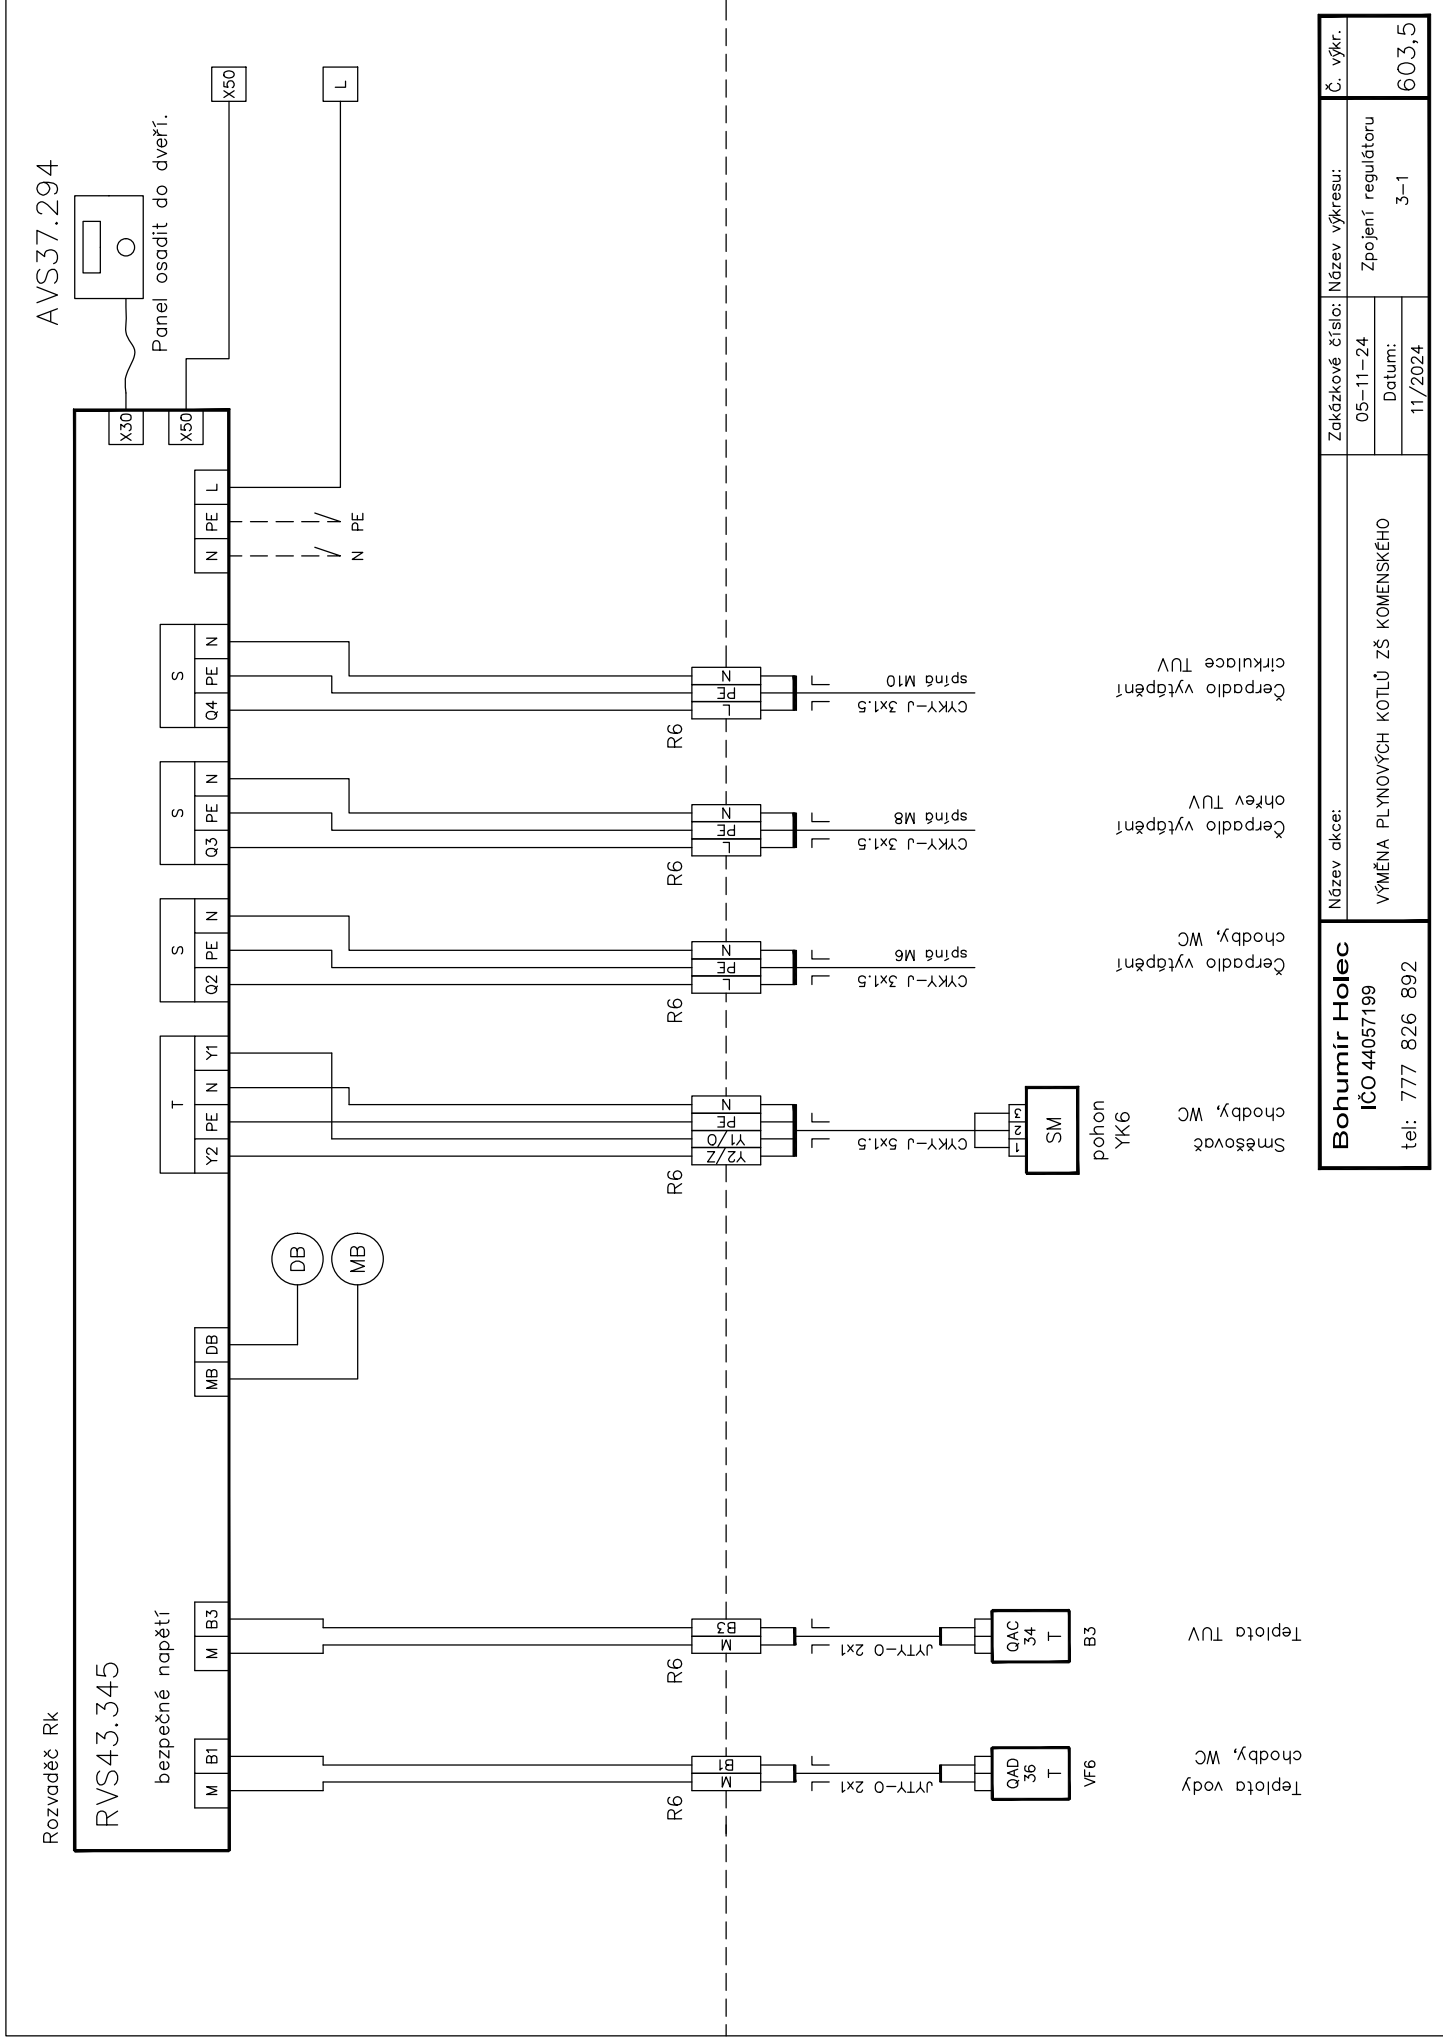 Rozvaděč Rk
RVS43.345
bezpečné napětí
AVS37.294
Panel osadit do dveří.
X30
X50
X50
L
M B1
M B3
MB DB
DB
MB
T
Y2 PE N Y1
S
Q2 PE N
S
Q3 PE N
S
Q4 PE N
N PE L
N
PE
R6
M B1
JYTY-O 2x1
QAD
36
T
VF6
Teplota vody
chodby, WC
R6
M B3
JYTY-O 2x1
QAC
34
T
B3
Teplota TUV
R6
Y2/Z Y1/O PE N
CYKY-J 5x1.5
1 2 3
SM
pohon
YK6
Směšovač
chodby, WC
R6
L PE N
CYKY-J 3x1.5
spíná M6
Čerpadlo vytápění
chodby, WC
R6
L PE N
CYKY-J 3x1.5
spíná M8
Čerpadlo vytápění
ohřev TUV
R6
L PE N
CYKY-J 3x1.5
spíná M10
Čerpadlo vytápění
cirkulace TUV
Bohumír Holec
IČO 44057199
tel: 777 826 892
Název akce:
VÝMĚNA PLYNOVÝCH KOTLŮ ZŠ KOMENSKÉHO
Zakázkové číslo:
05-11-24
Datum:
11/2024
Název výkresu:
Zpojení regulátoru
3-1
Č. výkr.
603,5